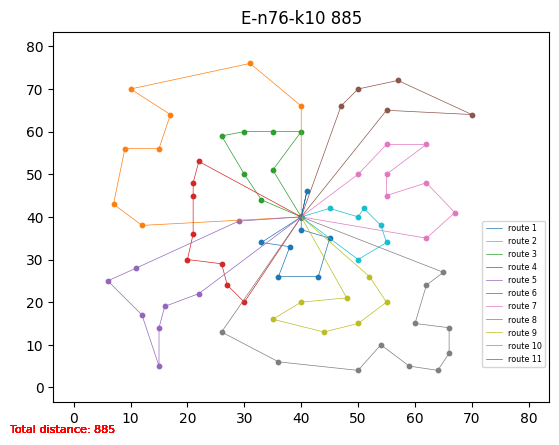 E-n76-k10 885
80
70
60
50
40
30
20
10
0
0 10 20 30 40 50 60 70 80
route 1
route 2
route 3
route 4
route 5
route 6
route 7
route 8
route 9
route 10
route 11
Total distance: 885